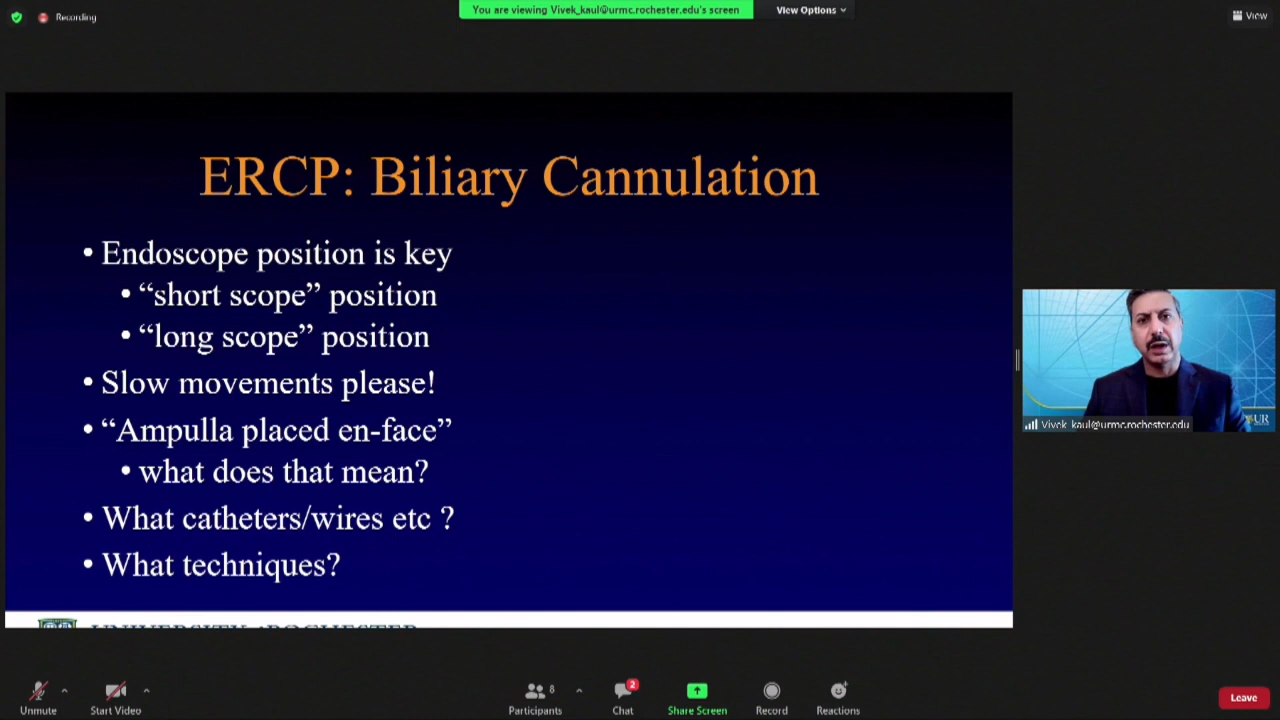 Recording
You are viewing Vivek_kaul@urmc.rochester.edu's screen
View Options
View
ERCP: Biliary Cannulation
• Endoscope position is key
• “short scope” position
• “long scope” position
• Slow movements please!
• “Ampulla placed en-face”
• what does that mean?
• What catheters/wires etc ?
• What techniques?
UR
Vivek_kaul@urmc.rochester.edu
Unmute
Start Video
Participants
8
Chat
2
Share Screen
Record
Reactions
Leave